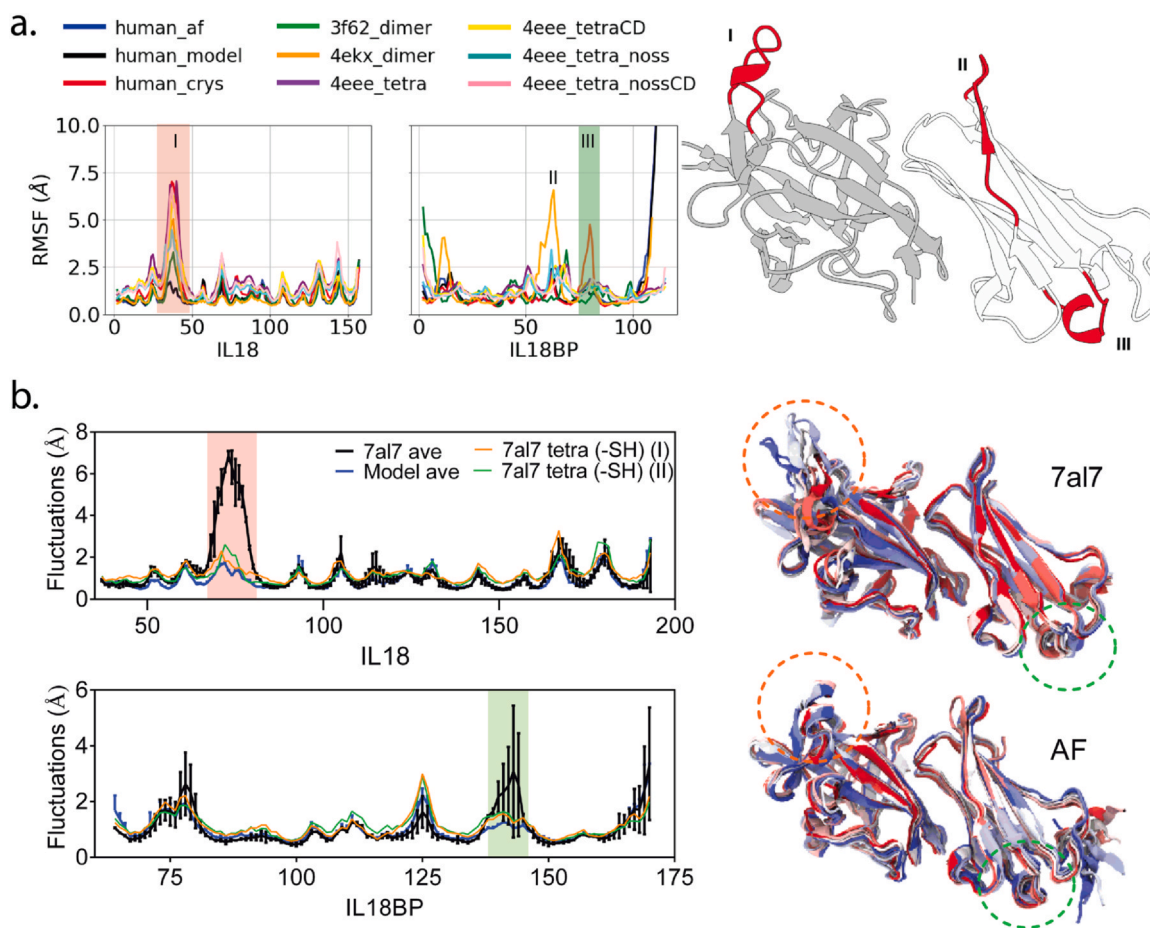 a.
human_af
3f62_dimer
4eee_tetraCD
human_model
4ekx_dimer
4eee_tetra_noss
human_crys
4eee_tetra
4eee_tetra_nossCD
10.0
7.5
5.0
2.5
0.0
RMSF (Å)
I
0
50
100
150
IL18
II
III
0
50
100
IL18BP
I
II
III
b.
8
6
4
2
0
Fluctuations (Å)
7al7 ave
7al7 tetra (-SH) (I)
Model ave
7al7 tetra (-SH) (II)
50
100
150
200
IL18
6
4
2
0
Fluctuations (Å)
75
100
125
150
175
IL18BP
7al7
AF